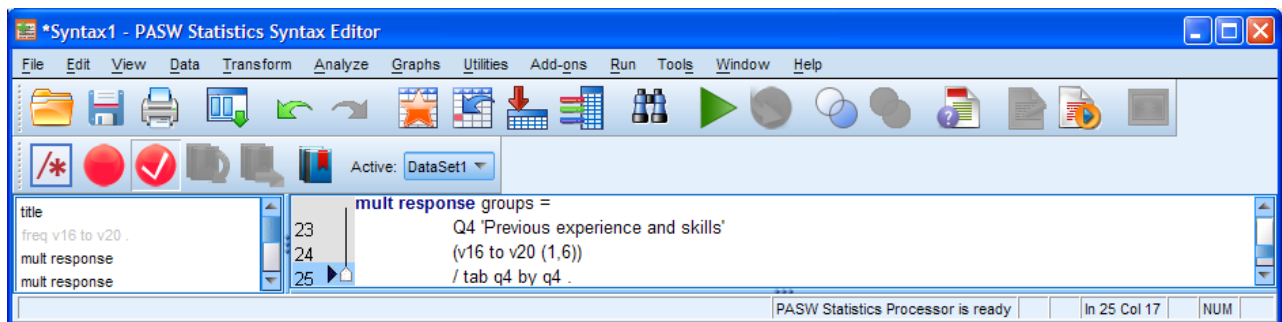 *Syntax1 - PASW Statistics Syntax Editor
File Edit View Data Transform Analyze Graphs Utilities Add-ons Run Tools Window Help
/* Active: DataSet1
title
freq v16 to v20 .
mult response
mult response
mult response groups =
23 Q4 'Previous experience and skills'
24 (v16 to v20 (1,6))
25 / tab q4 by q4 .
PASW Statistics Processor is ready In 25 Col 17 NUM